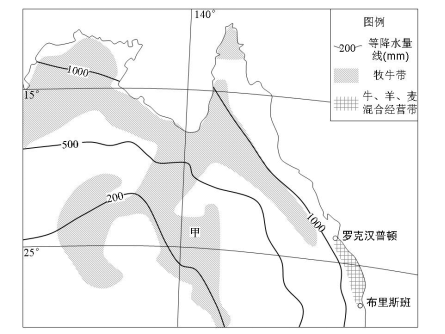 140°
图例
200 等降水量
线(mm)
牧牛带
牛、羊、麦
混合经营带
1000
15°
500
200
1000
甲
罗克汉普顿
25°
布里斯班